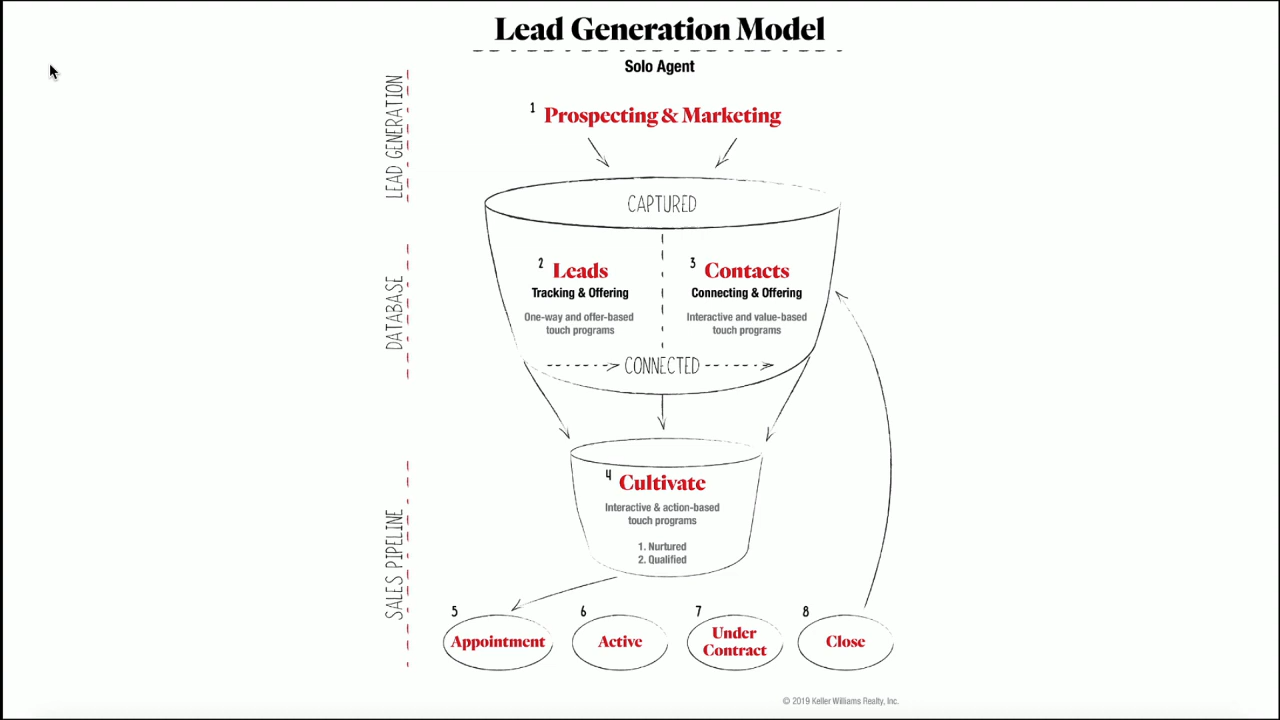 Lead Generation Model
Solo Agent
LEAD GENERATION
1 Prospecting & Marketing
CAPTURED
DATABASE
2 Leads
Tracking & Offering
One-way and offer-based
touch programs
3 Contacts
Connecting & Offering
Interactive and value-based
touch programs
CONNECTED
SALES PIPELINE
4 Cultivate
Interactive & action-based
touch programs
1. Nurtured
2. Qualified
5 Appointment
6 Active
7 Under
Contract
8 Close
© 2019 Keller Williams Realty, Inc.